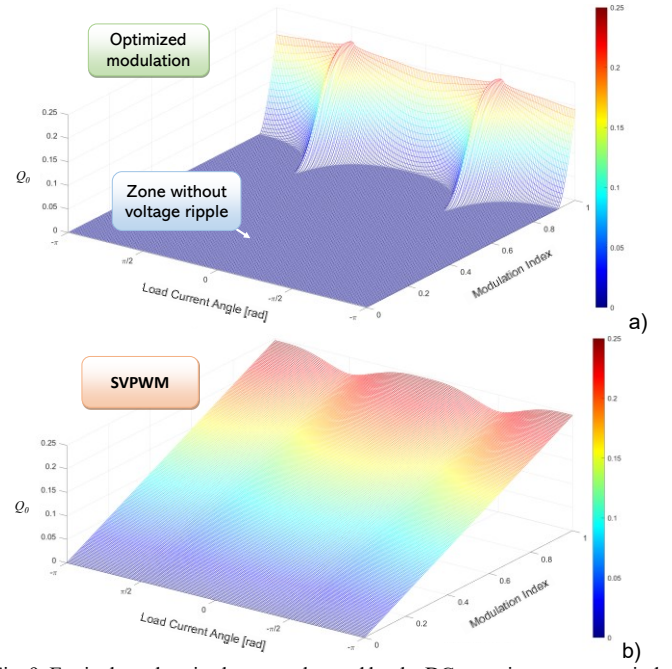 Optimized
modulation
0.25
0.2
0.15
0.1
0.05
0
Q₀
Zone without
voltage ripple
-π
π/2
0
-π/2
-π
Load Current Angle [rad]
0
0.2
0.4
0.6
0.8
1
Modulation Index
0.25
0.2
0.15
0.1
0.05
0
a)
SVPWM
0.25
0.2
0.15
0.1
0.05
0
Q₀
-π
π/2
0
-π/2
-π
Load Current Angle [rad]
0
0.2
0.4
0.6
0.8
1
Modulation Index
0.25
0.2
0.15
0.1
0.05
0
b)